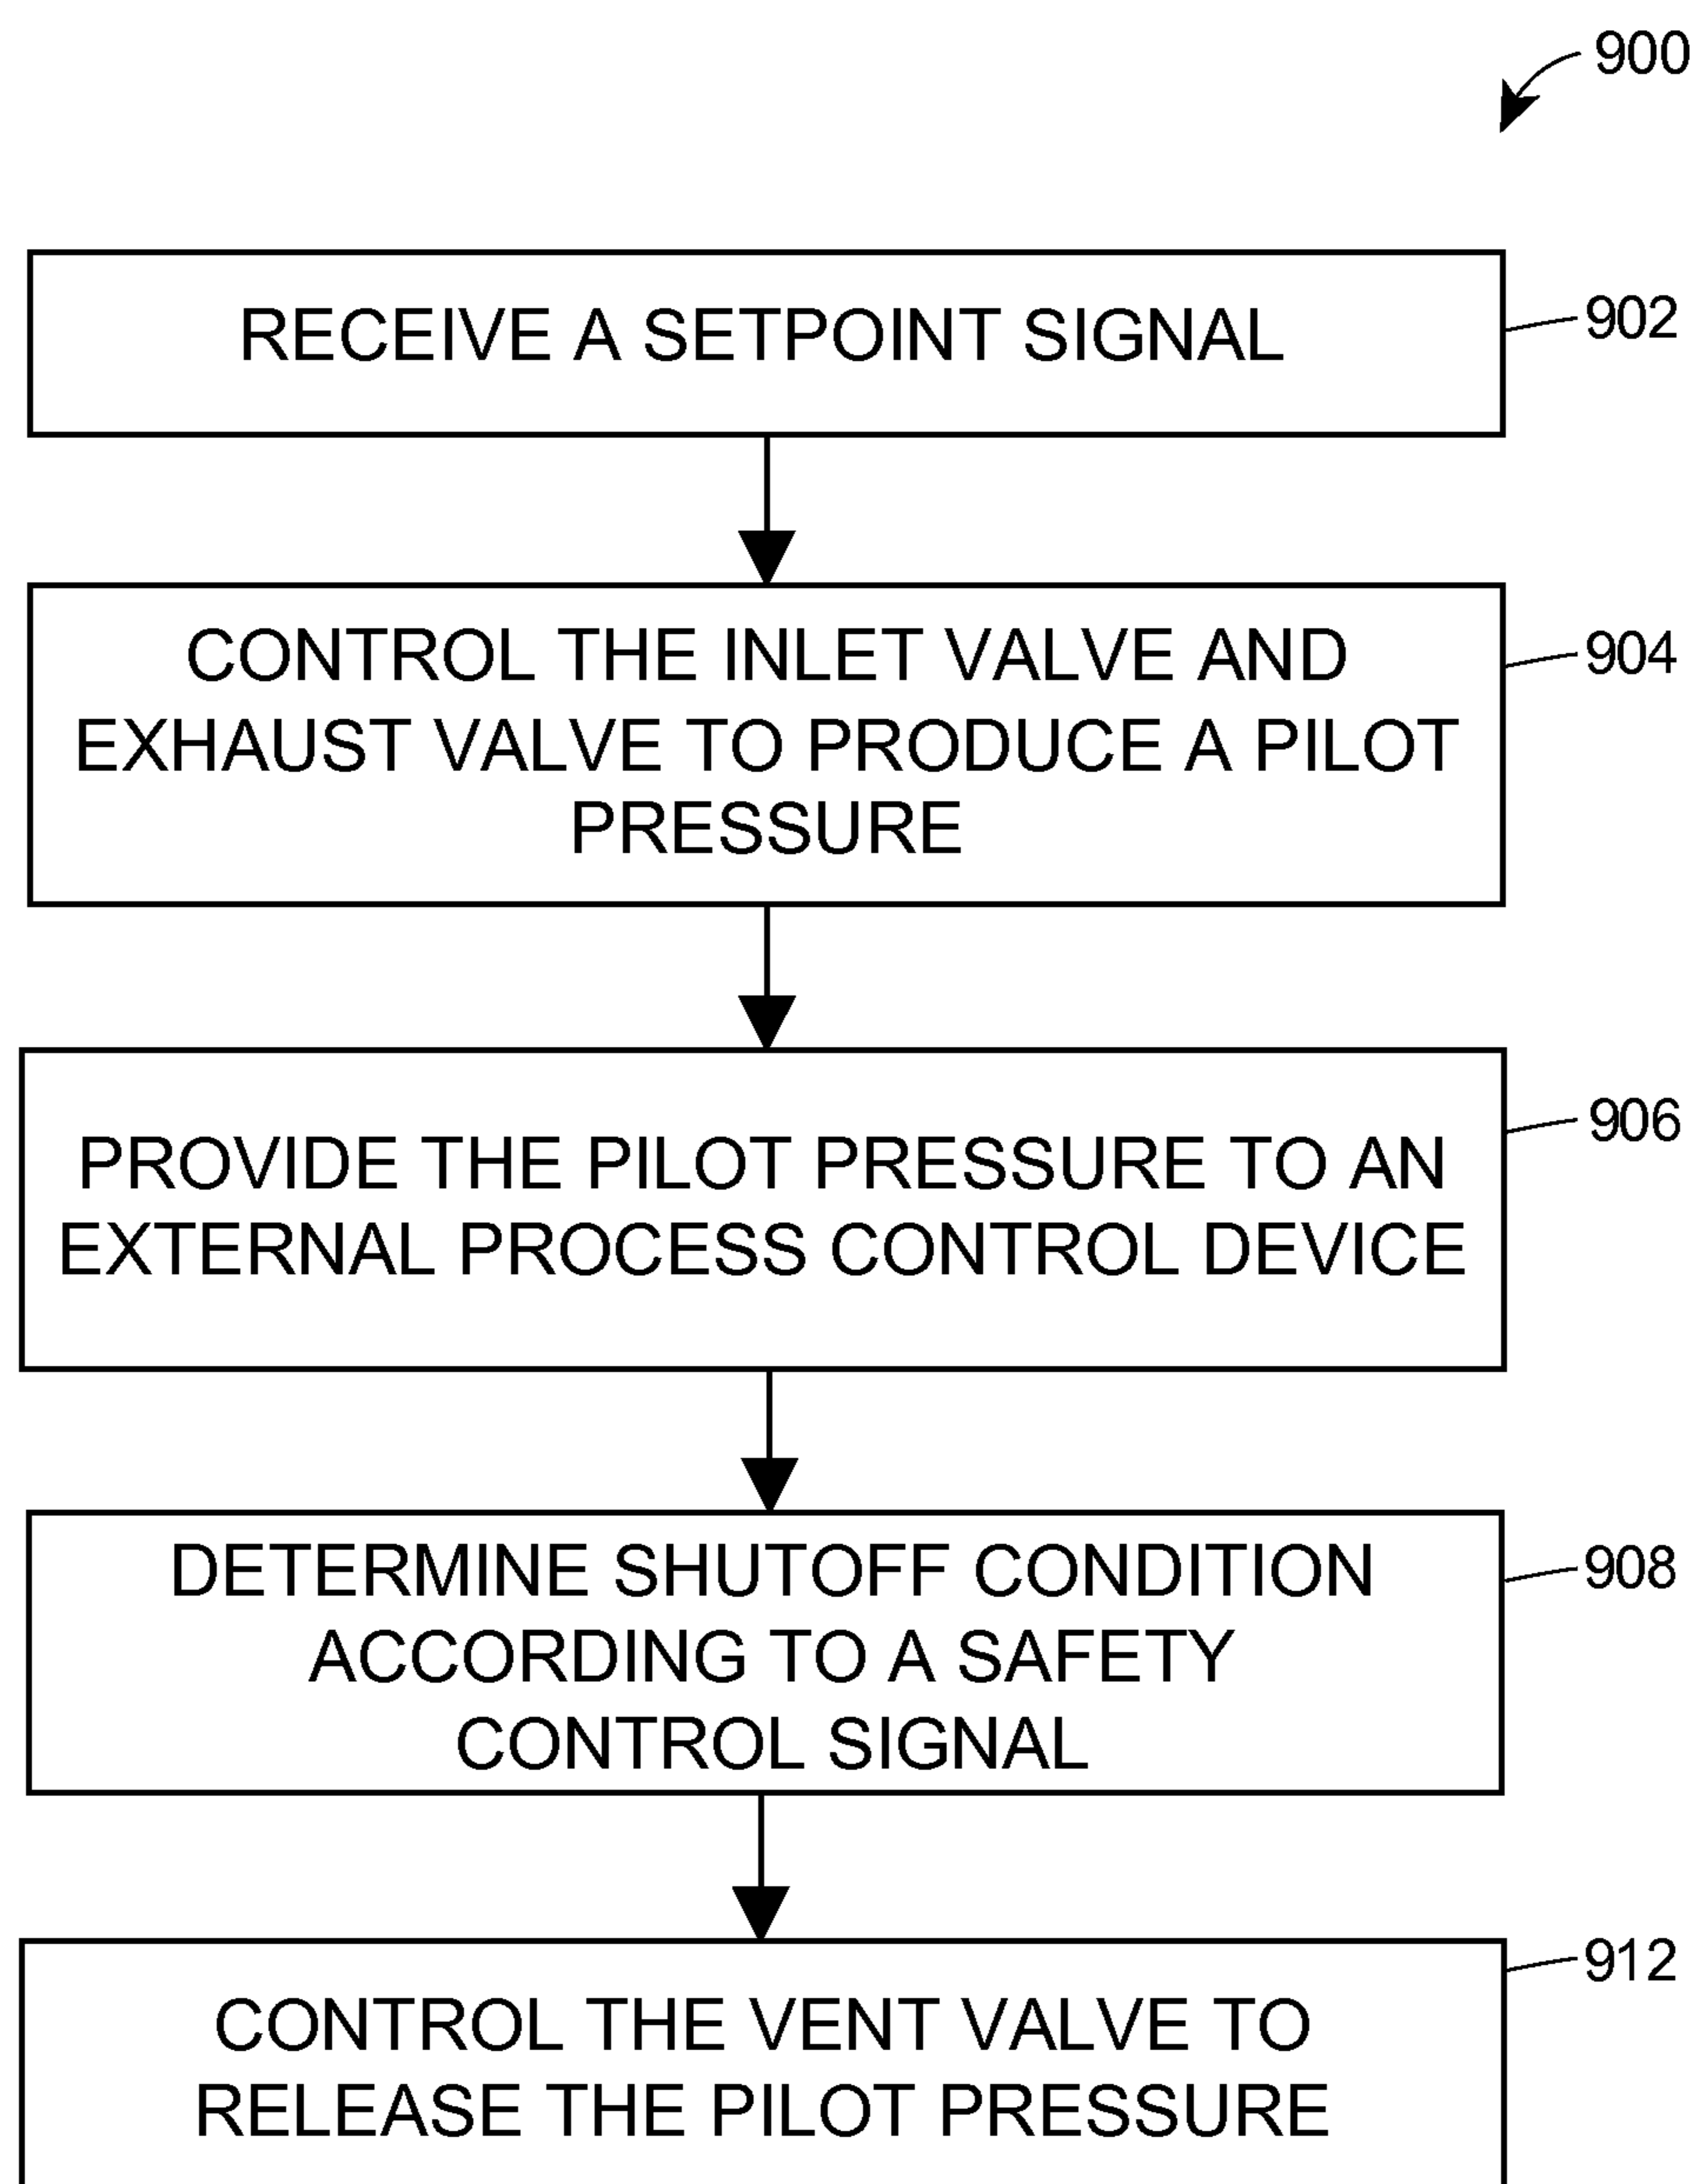 900
RECEIVE A SETPOINT SIGNAL
902
CONTROL THE INLET VALVE AND
EXHAUST VALVE TO PRODUCE A PILOT
PRESSURE
904
PROVIDE THE PILOT PRESSURE TO AN
EXTERNAL PROCESS CONTROL DEVICE
906
DETERMINE SHUTOFF CONDITION
ACCORDING TO A SAFETY
CONTROL SIGNAL
908
CONTROL THE VENT VALVE TO
RELEASE THE PILOT PRESSURE
912